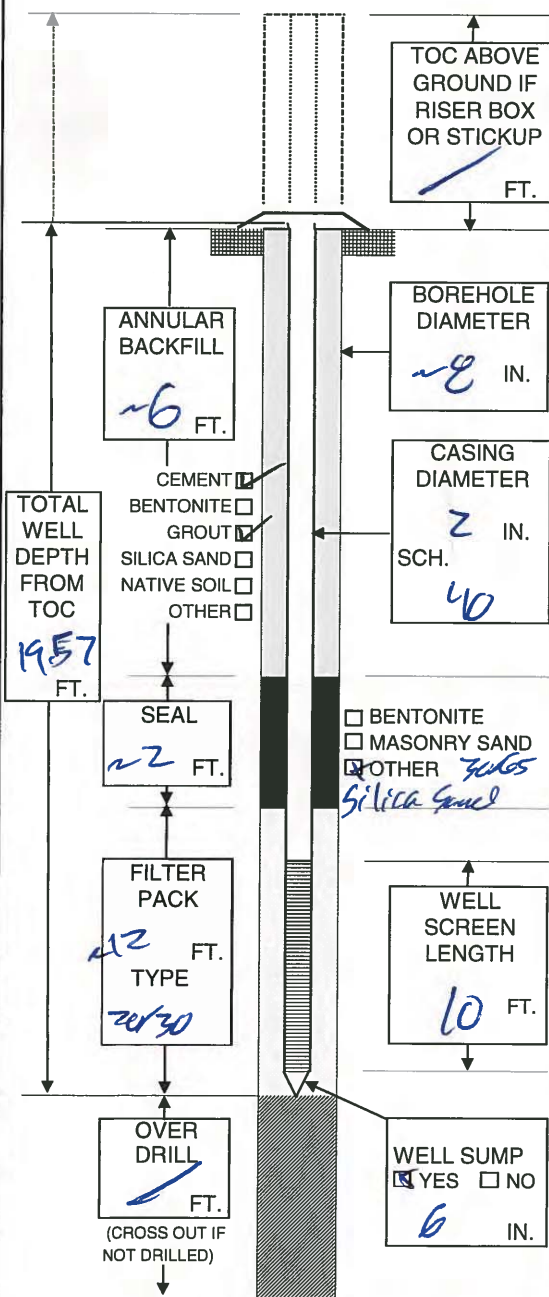 TOC ABOVE
GROUND IF
RISER BOX
OR STICKUP
FT.
ANNULAR
BACKFILL
~6 FT.
BOREHOLE
DIAMETER
~8 IN.
CEMENT
BENTONITE
GROUT
SILICA SAND
NATIVE SOIL
OTHER
CASING
DIAMETER
2 IN.
SCH.
40
TOTAL
WELL
DEPTH
FROM
TOC
19.57
FT.
SEAL
~2 FT.
BENTONITE
MASONRY SAND
OTHER 30/65
Silica Sand
FILTER
PACK
~12 FT.
TYPE
20/30
WELL
SCREEN
LENGTH
10 FT.
OVER
DRILL
FT.
(CROSS OUT IF
NOT DRILLED)
WELL SUMP
YES NO
6 IN.